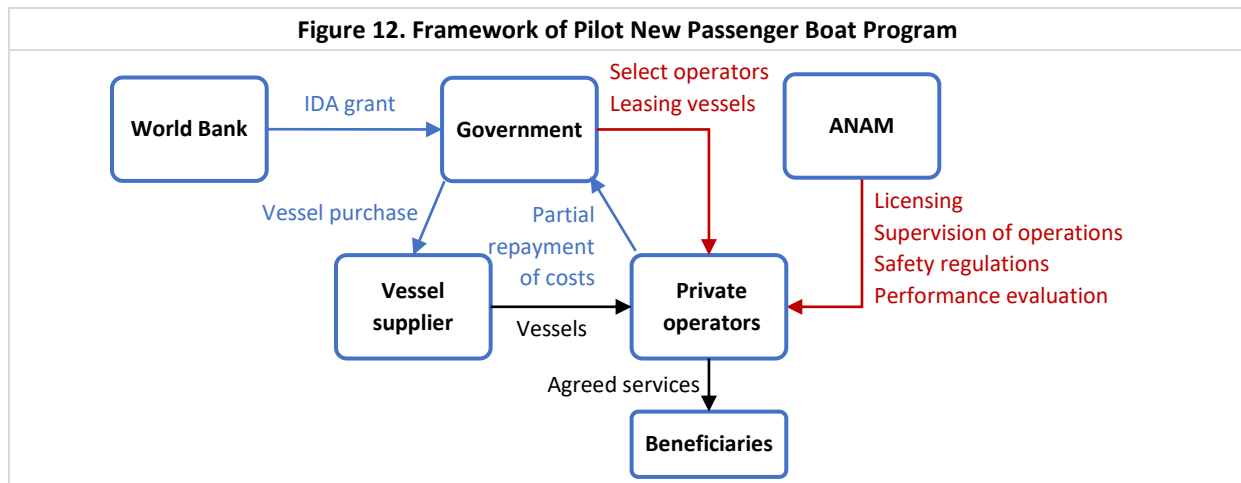 Figure 12. Framework of Pilot New Passenger Boat Program
World Bank
IDA grant
Government
Select operators
Leasing vessels
ANAM
Vessel purchase
Partial
repayment
of costs
Licensing
Supervision of operations
Safety regulations
Performance evaluation
Vessel
supplier
Vessels
Private
operators
Agreed services
Beneficiaries